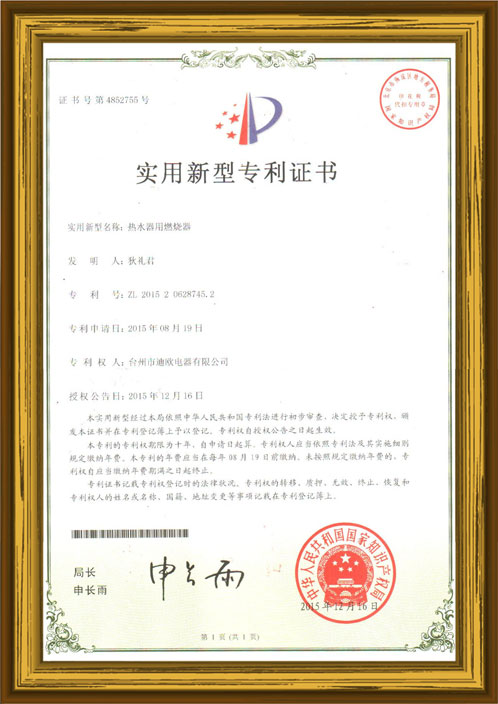 证书号第4852755号
实用新型专利证书
实用新型名称：热水器用燃烧器
发 明 人：狄礼君
专 利 号：ZL 2015 2 0628745.2
专利申请日：2015年08月19日
专 利 权 人：台州市迪欧电器有限公司
授权公告日：2015年12月16日
本实用新型经过本局依照中华人民共和国专利法进行初步审查，决定授予专利权，颁
发本证书并在专利登记簿上予以登记。专利权自授权公告之日起生效。
本专利的专利权期限为十年，自申请日起算。专利权人应当依照专利法及其实施细则
规定缴纳年费。本专利的年费应当在每年08月19日前缴纳。未按照规定缴纳年费的，专
利权自应当缴纳年费期满之日起终止。
专利证书记载专利权登记时的法律状况。专利权的转移、质押、无效、终止、恢复和
专利权人的姓名或名称、国籍、地址变更等事项记载在专利登记簿上。
局长
申长雨
申长雨
中华人民共和国国家知识产权局
2015年12月16日
第1页(共1页)